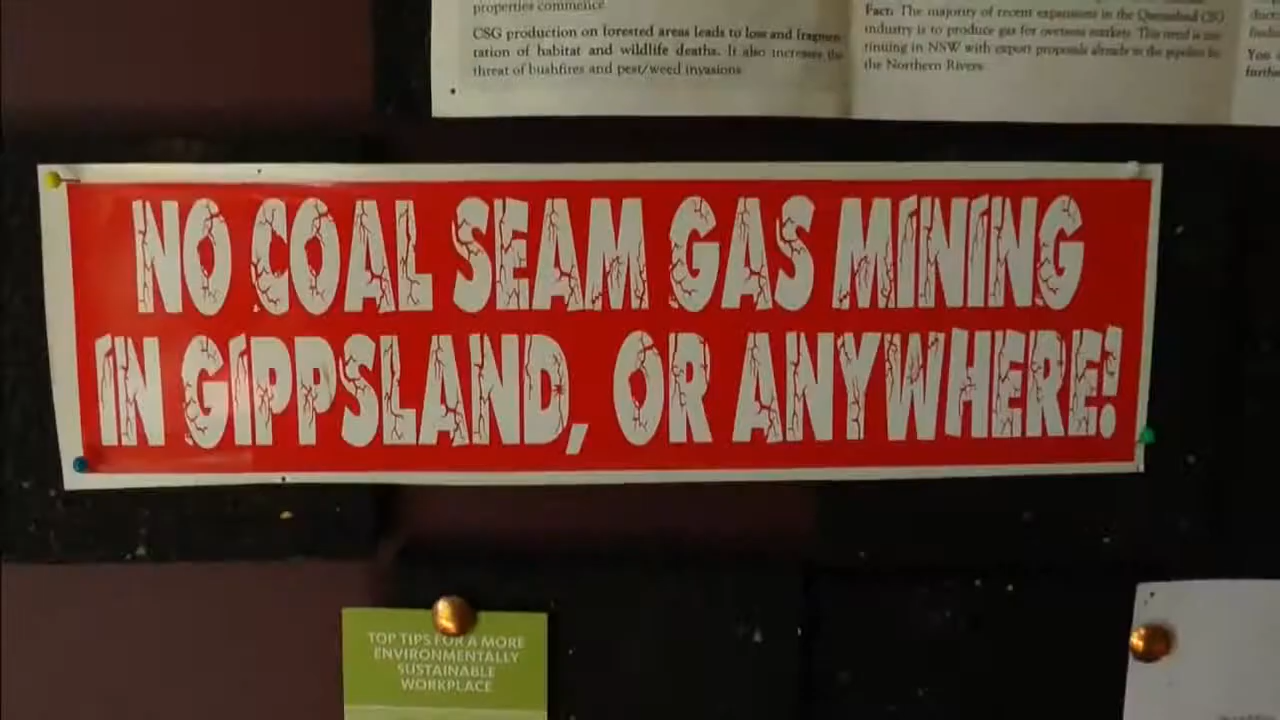 properties commence.
CSG production on forested areas leads to loss and fragmen-
tation of habitat and wildlife deaths. It also increases the
threat of bushfires and pest/weed invasions.
Fact: The majority of recent expansions in the Queensland CSG
industry is to produce gas for overseas markets. This trend is con-
tinuing in NNSW with export proposals already in the pipeline for
the Northern Rivers.
You
NO COAL SEAM GAS MINING
IN GIPPSLAND, OR ANYWHERE!
TOP TIPS FOR A MORE
ENVIRONMENTALLY
SUSTAINABLE
WORKPLACE